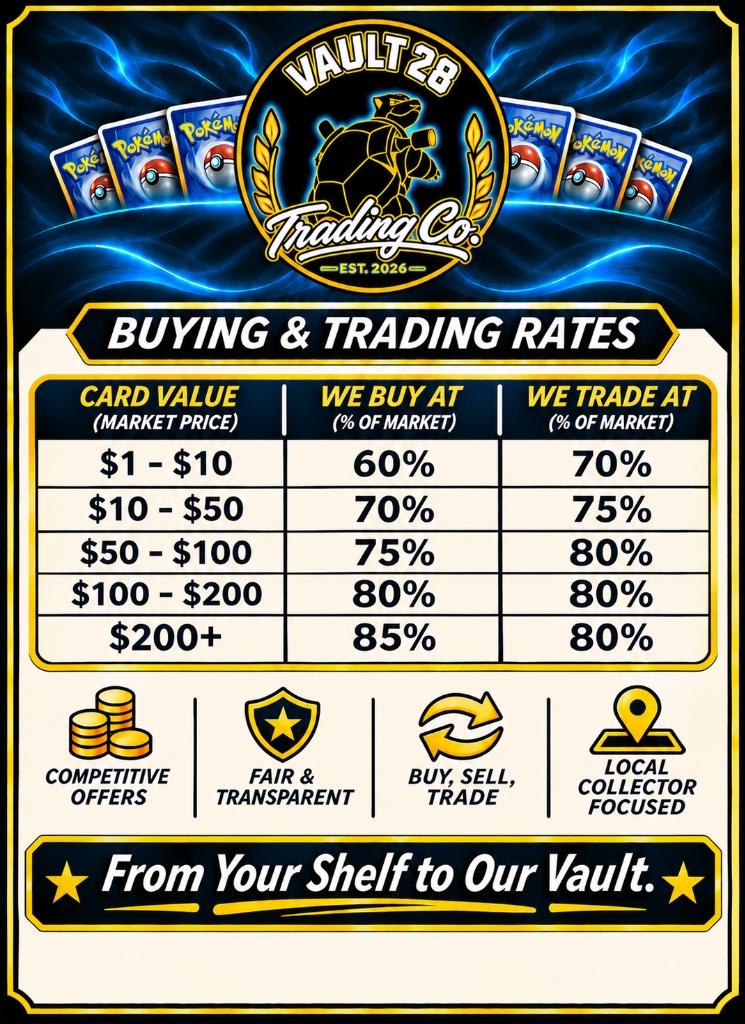 VAULT 28
Pokémon Pokémon Pokémon Pokémon Pokémon Pokémon
Trading Co.
EST. 2026
BUYING & TRADING RATES
CARD VALUE WE BUY AT WE TRADE AT
(MARKET PRICE) (% OF MARKET) (% OF MARKET)
$1 – $10 60% 70%
$10 – $50 70% 75%
$50 – $100 75% 80%
$100 – $200 80% 80%
$200+ 85% 80%
COMPETITIVE
OFFERS
FAIR &
TRANSPARENT
BUY, SELL,
TRADE
LOCAL
COLLECTOR
FOCUSED
From Your Shelf to Our Vault.